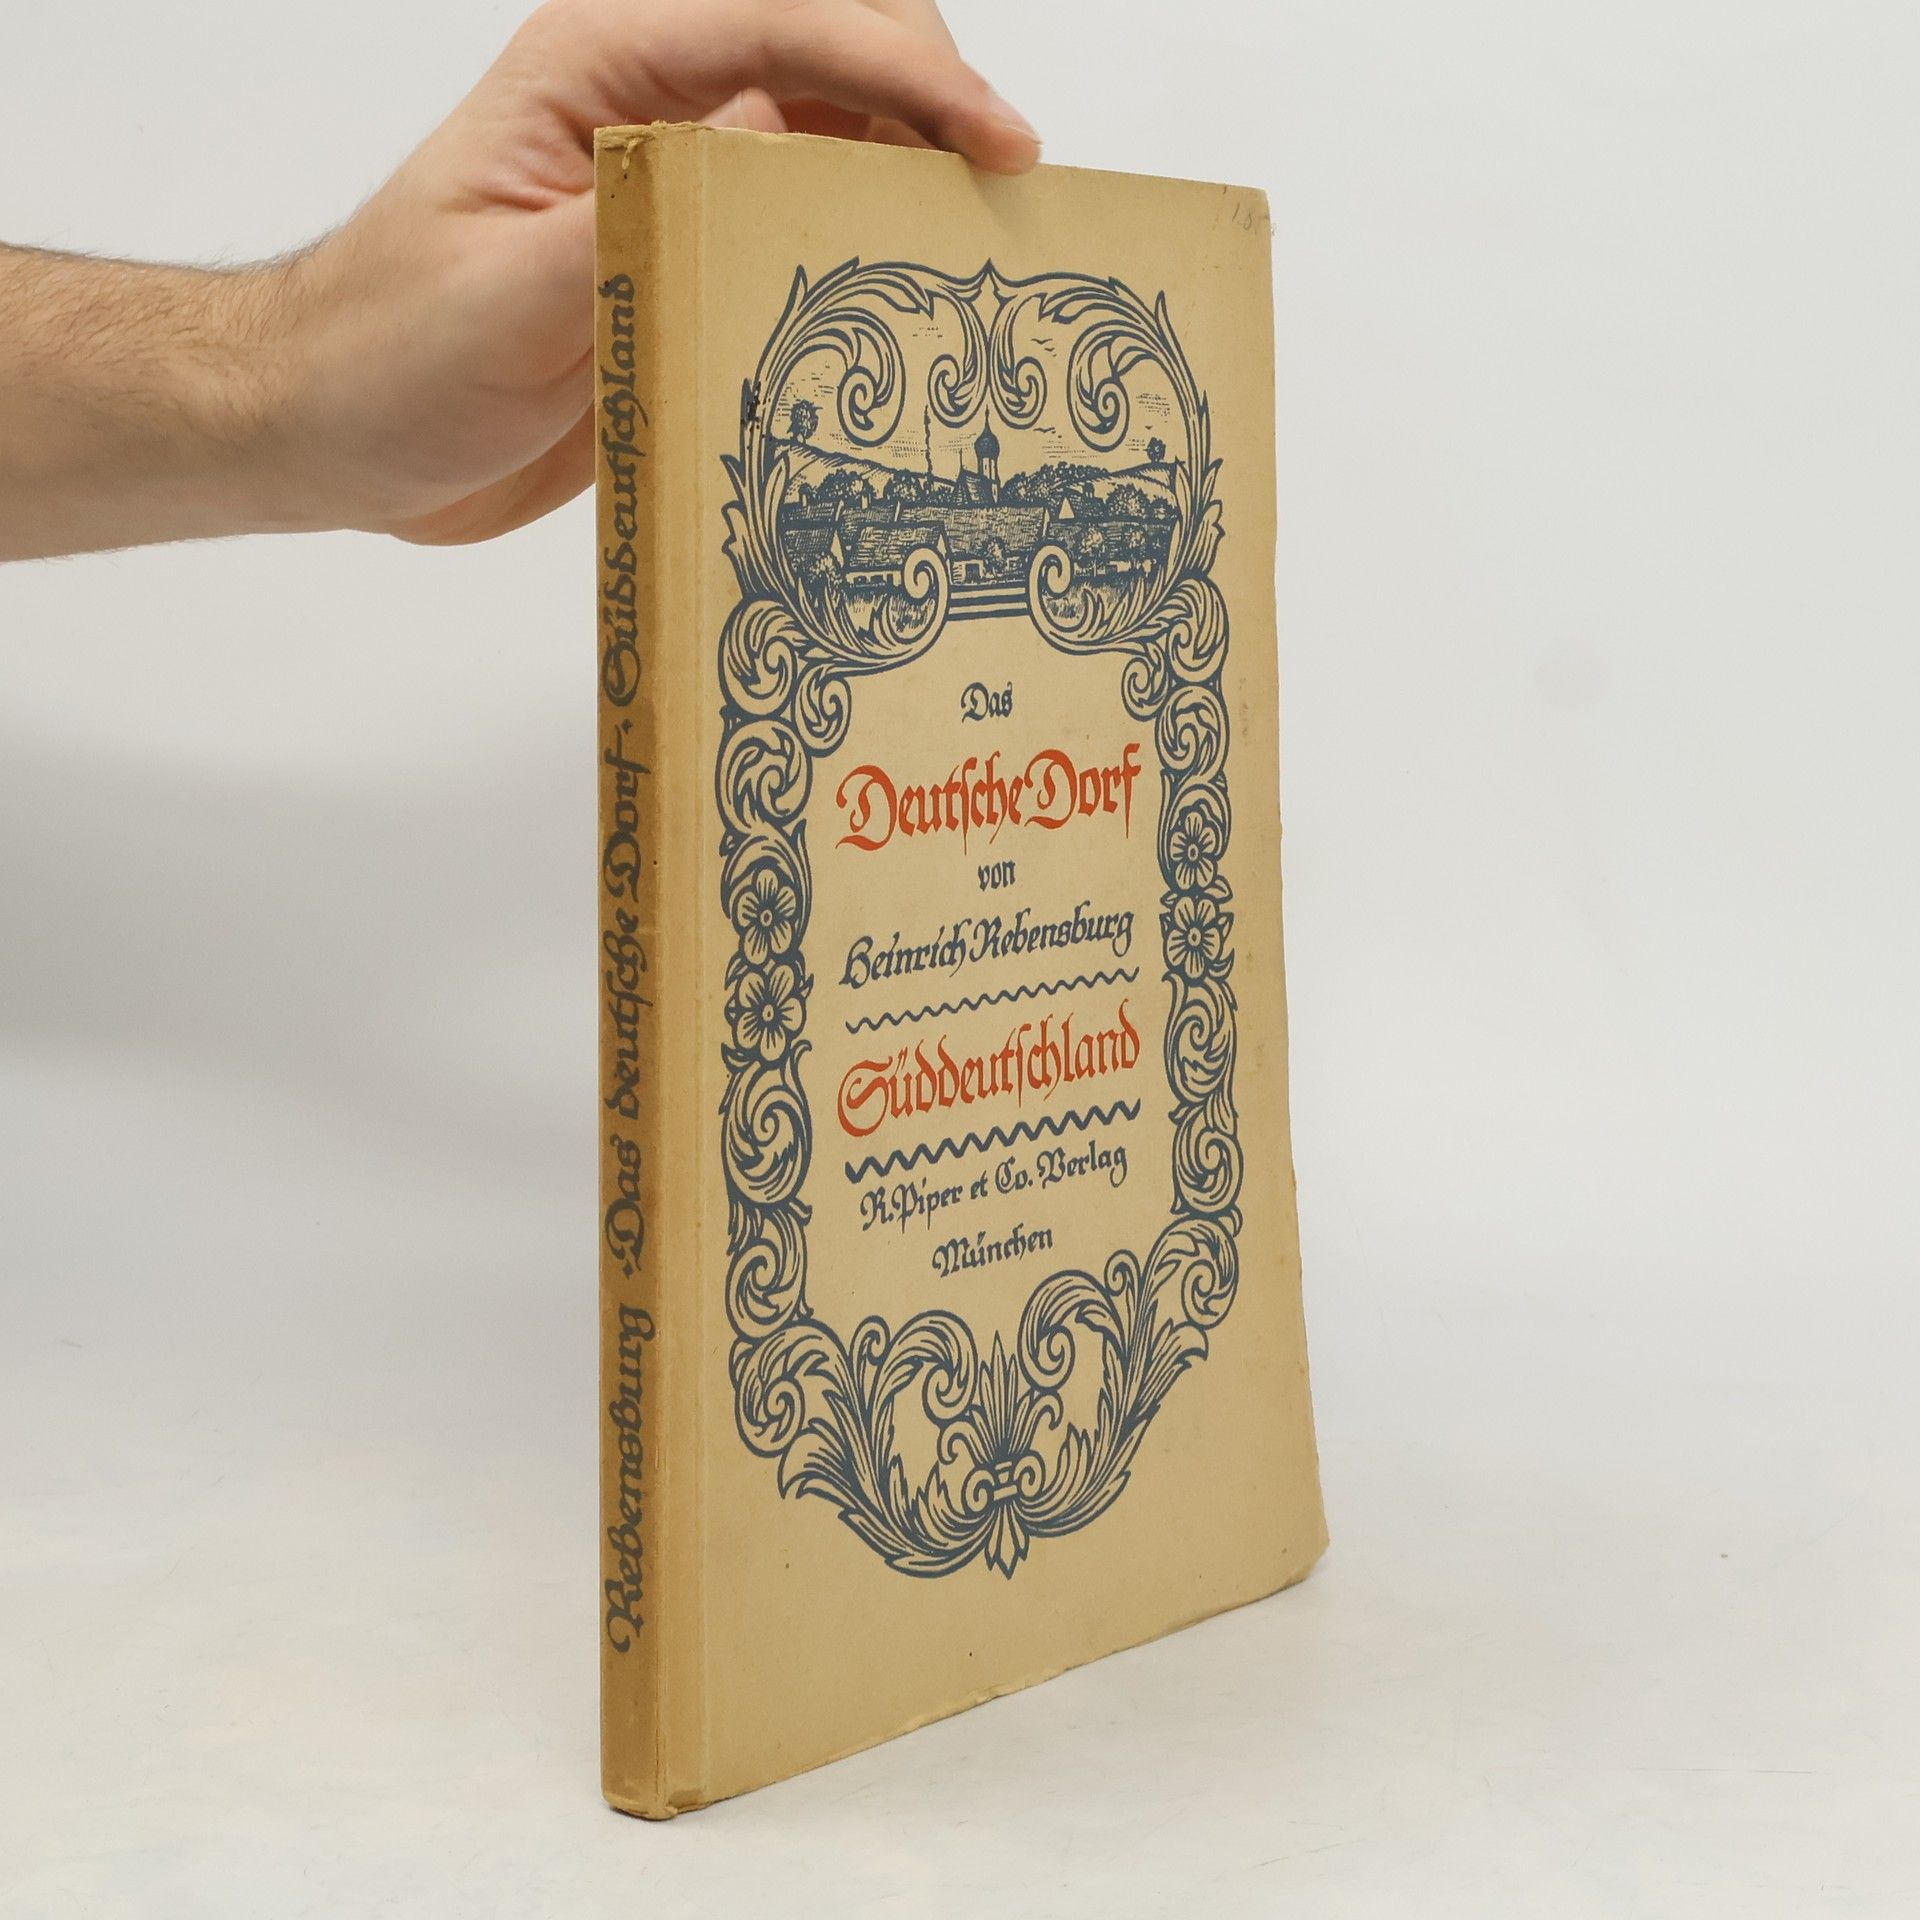 Rebensburg · Das deutsche Dorf · Süddeutschland
Das
Deutsche Dorf
von
Heinrich Rebensburg
Süddeutschland
R. Piper et Co. Verlag
München